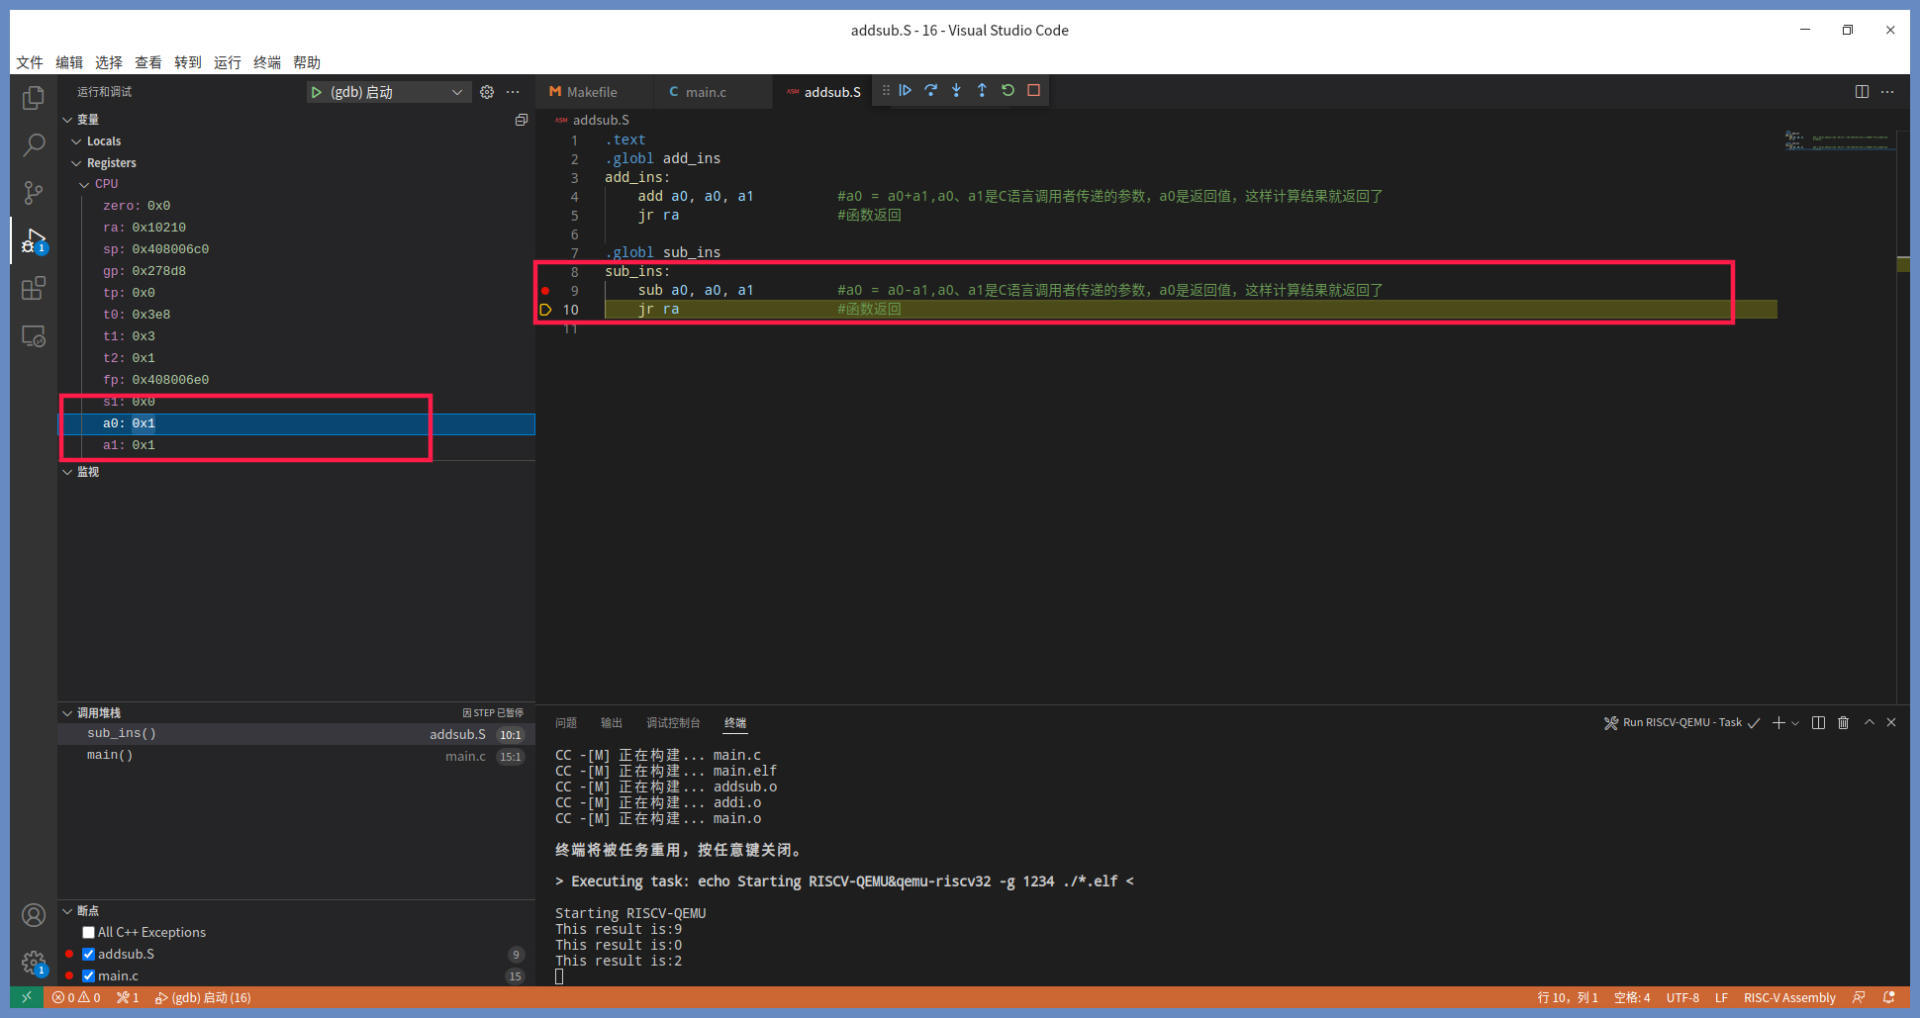 addsub.S - 16 - Visual Studio Code
文件 编辑 选择 查看 转到 运行 终端 帮助
运行和调试
(gdb) 启动
变量
Locals
Registers
CPU
zero: 0x0
ra: 0x10210
sp: 0x408006c0
gp: 0x278d8
tp: 0x0
t0: 0x3e8
t1: 0x3
t2: 0x1
fp: 0x408006e0
s1: 0x0
a0: 0x1
a1: 0x1
监视
调用堆栈 因 STEP 已暂停
sub_ins() addsub.S 10:1
main() main.c 15:1
断点
All C++ Exceptions
addsub.S 9
main.c 15
M Makefile C main.c ASM addsub.S
ASM addsub.S
1 .text
2 .globl add_ins
3 add_ins:
4 add a0, a0, a1 #a0 = a0+a1,a0、a1是C语言调用者传递的参数，a0是返回值，这样计算结果就返回了
5 jr ra #函数返回
6
7 .globl sub_ins
8 sub_ins:
9 sub a0, a0, a1 #a0 = a0-a1,a0、a1是C语言调用者传递的参数，a0是返回值，这样计算结果就返回了
10 jr ra #函数返回
11
问题 输出 调试控制台 终端 Run RISCV-QEMU - Task
CC -[M] 正在构建... main.c
CC -[M] 正在构建... main.elf
CC -[M] 正在构建... addsub.o
CC -[M] 正在构建... addi.o
CC -[M] 正在构建... main.o
终端将被任务重用，按任意键关闭。
> Executing task: echo Starting RISCV-QEMU&qemu-riscv32 -g 1234 ./*.elf <
Starting RISCV-QEMU
This result is:9
This result is:0
This result is:2
1
1
0 0 1 (gdb) 启动 (16) 行 10，列 1 空格: 4 UTF-8 LF RISC-V Assembly